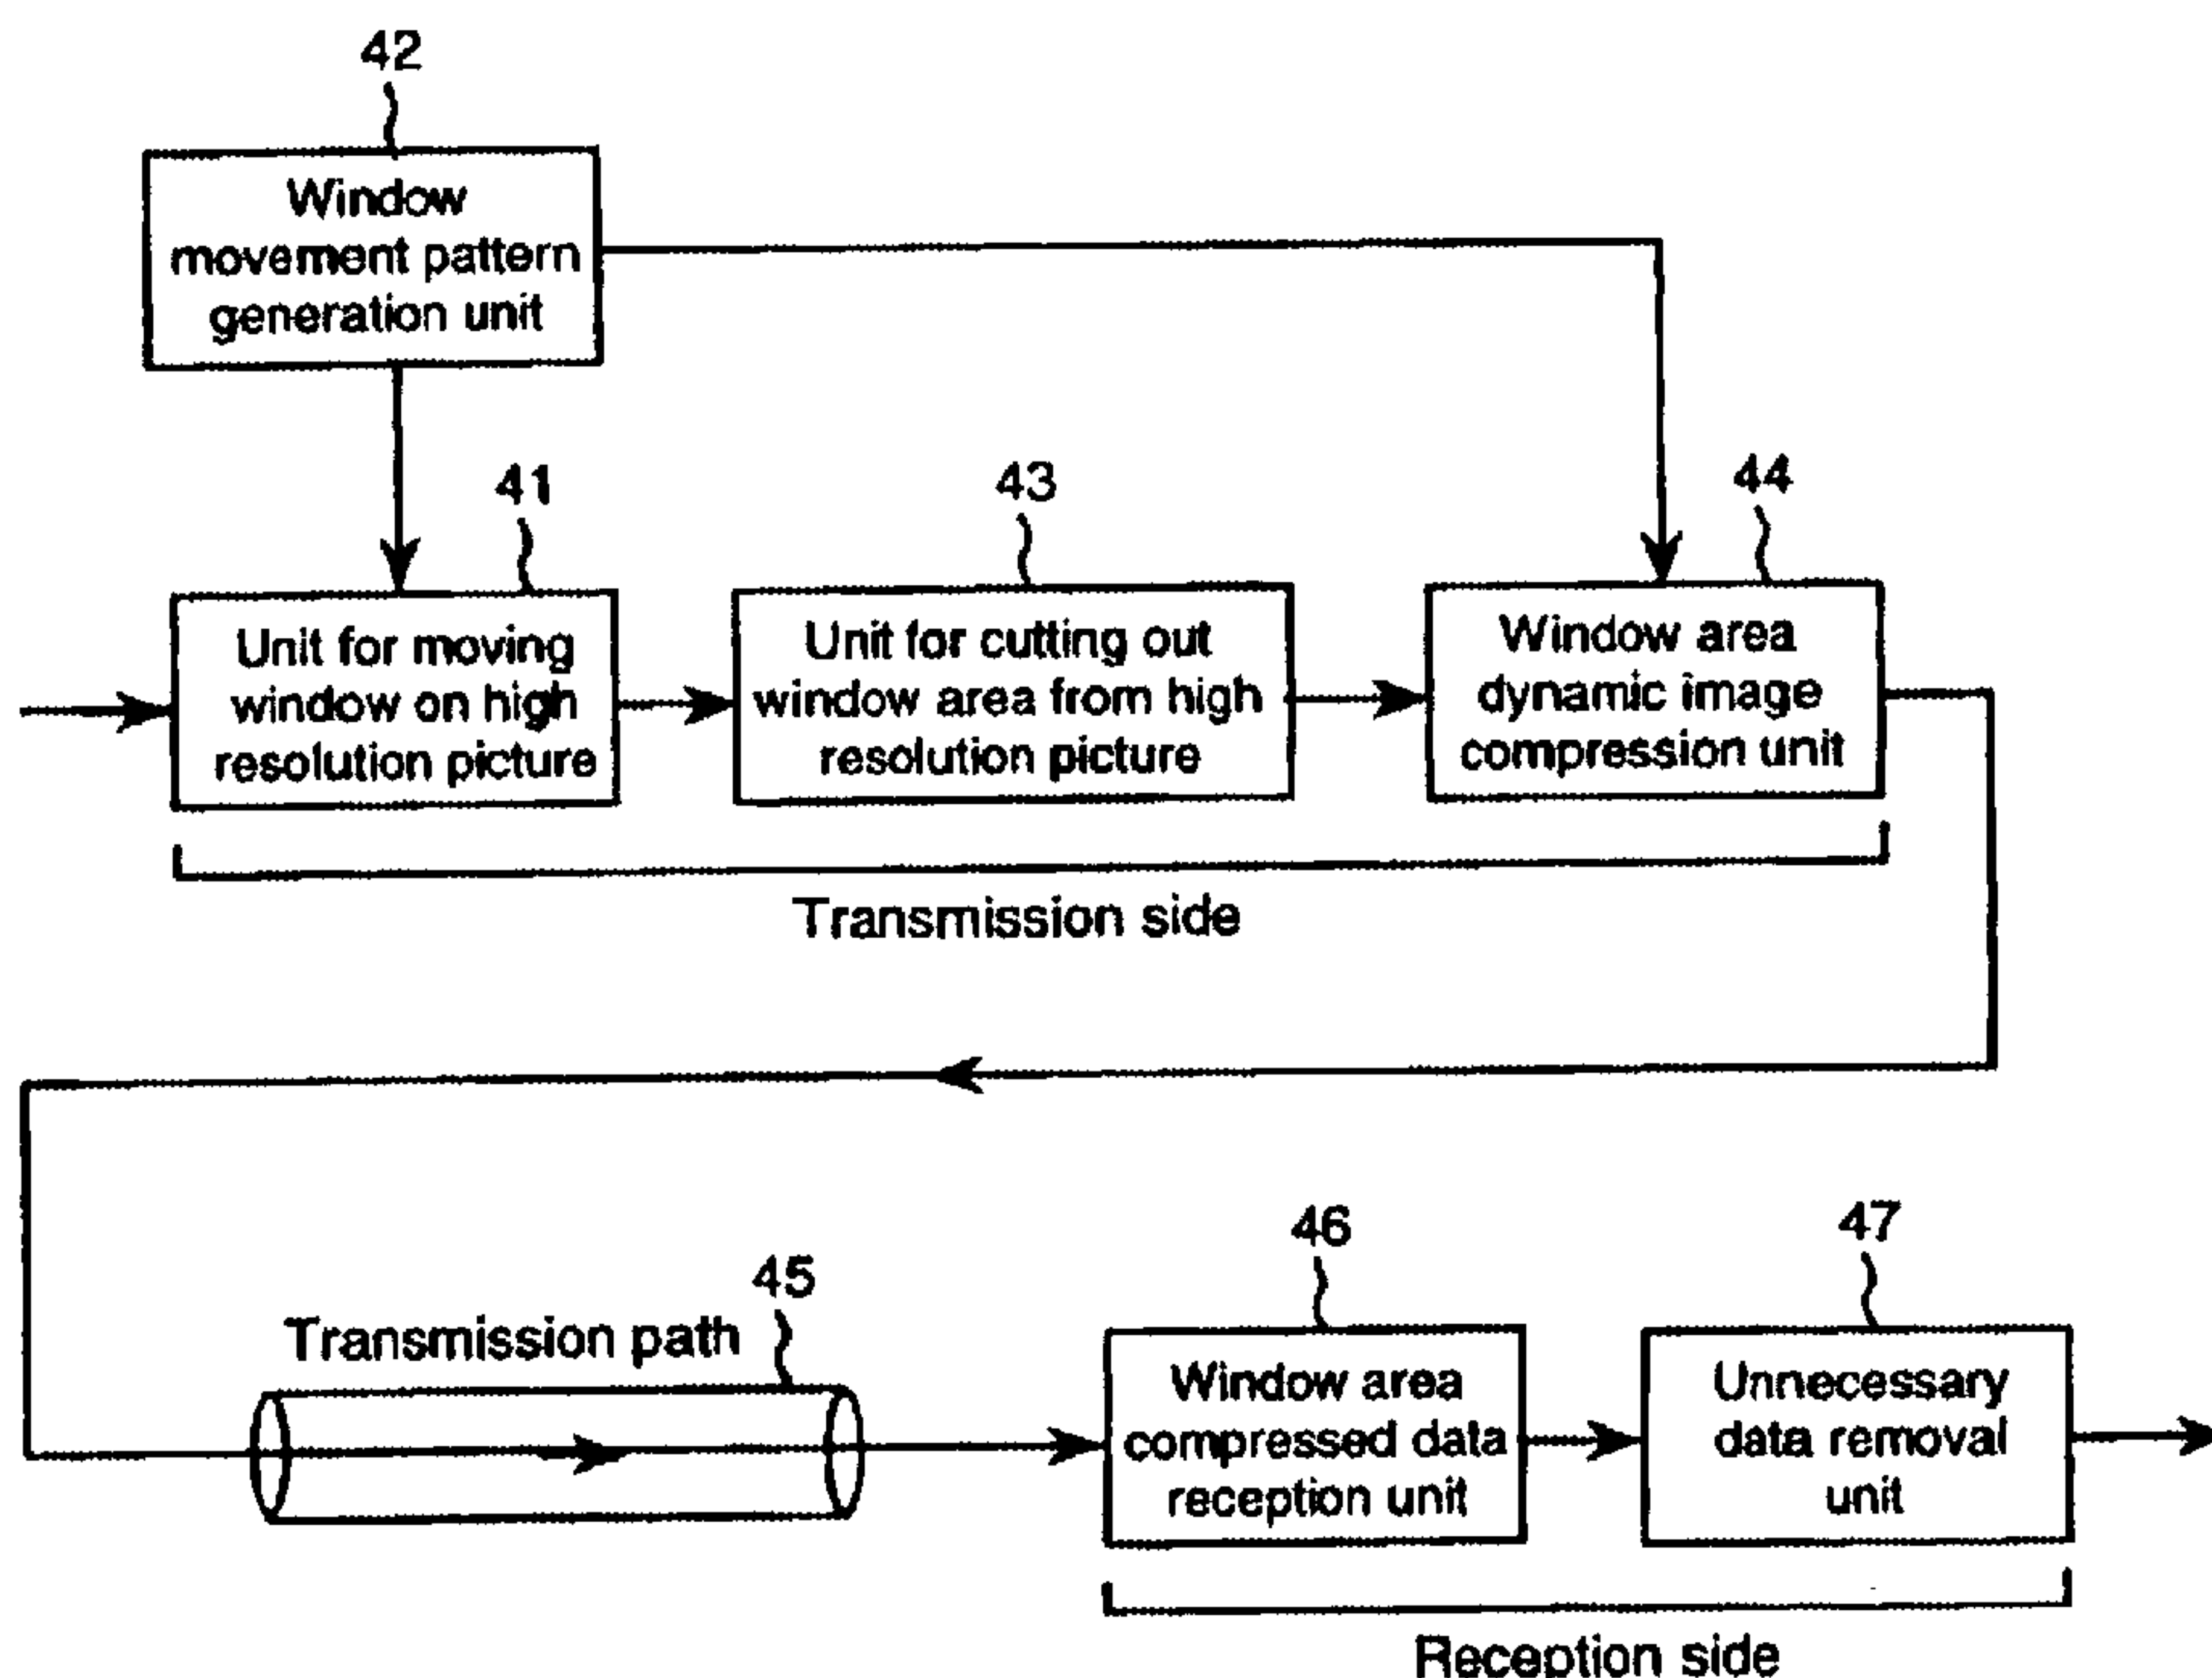 42
Window
movement pattern
generation unit
41
43
44
Unit for moving
window on high
resolution picture
Unit for cutting out
window area from high
resolution picture
Window area
dynamic image
compression unit
Transmission side
45
46
47
Transmission path
Window area
compressed data
reception unit
Unnecessary
data removal
unit
Reception side